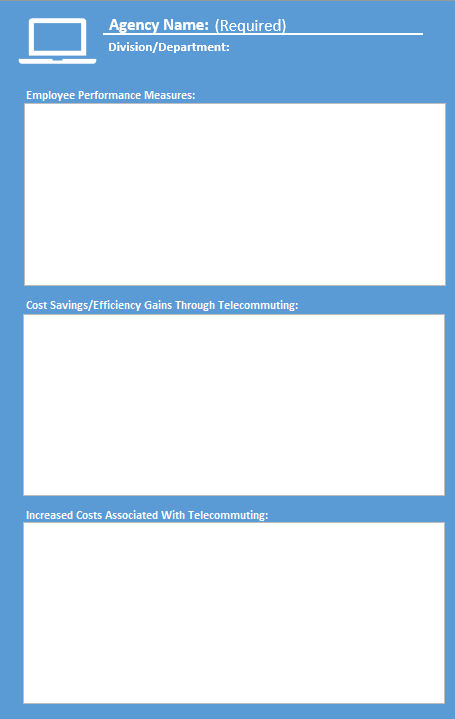 Agency Name: (Required)
Division/Department:
Employee Performance Measures:
Cost Savings/Efficiency Gains Through Telecommuting:
Increased Costs Associated With Telecommuting: